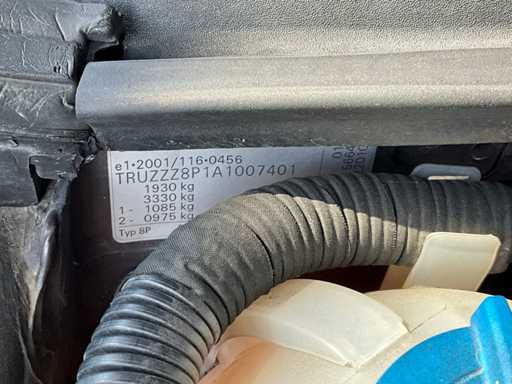 e1*2001/116*0456
TRUZZZ8P1A1007401
1930 kg
3330 kg
1- 1085 kg
2- 0975 kg
Typ 8P